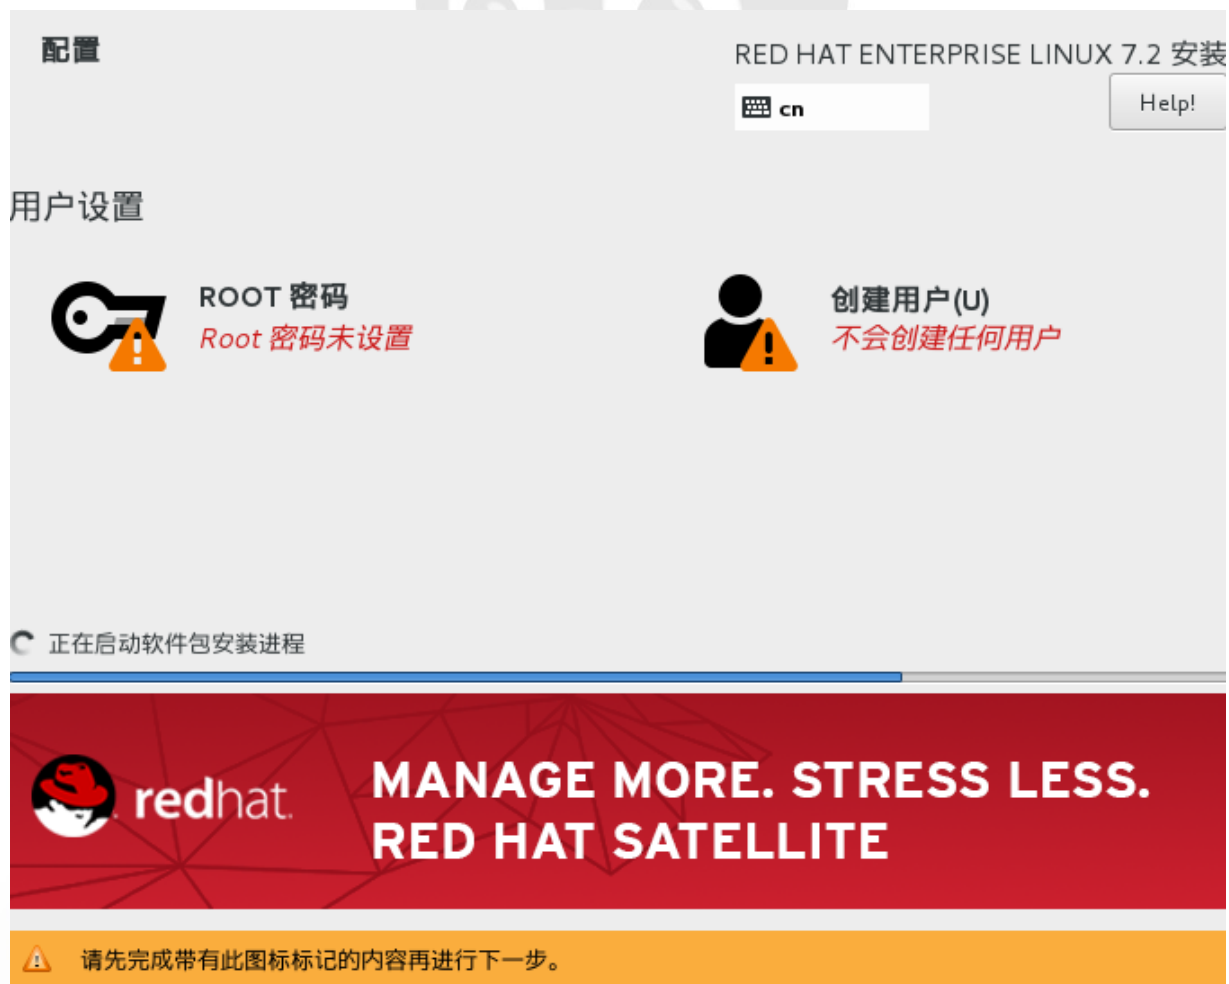 配置
RED HAT ENTERPRISE LINUX 7.2 安装
cn
Help!
用户设置
ROOT 密码
Root 密码未设置
创建用户(U)
不会创建任何用户
正在启动软件包安装进程
redhat.
MANAGE MORE. STRESS LESS.
RED HAT SATELLITE
请先完成带有此图标标记的内容再进行下一步。